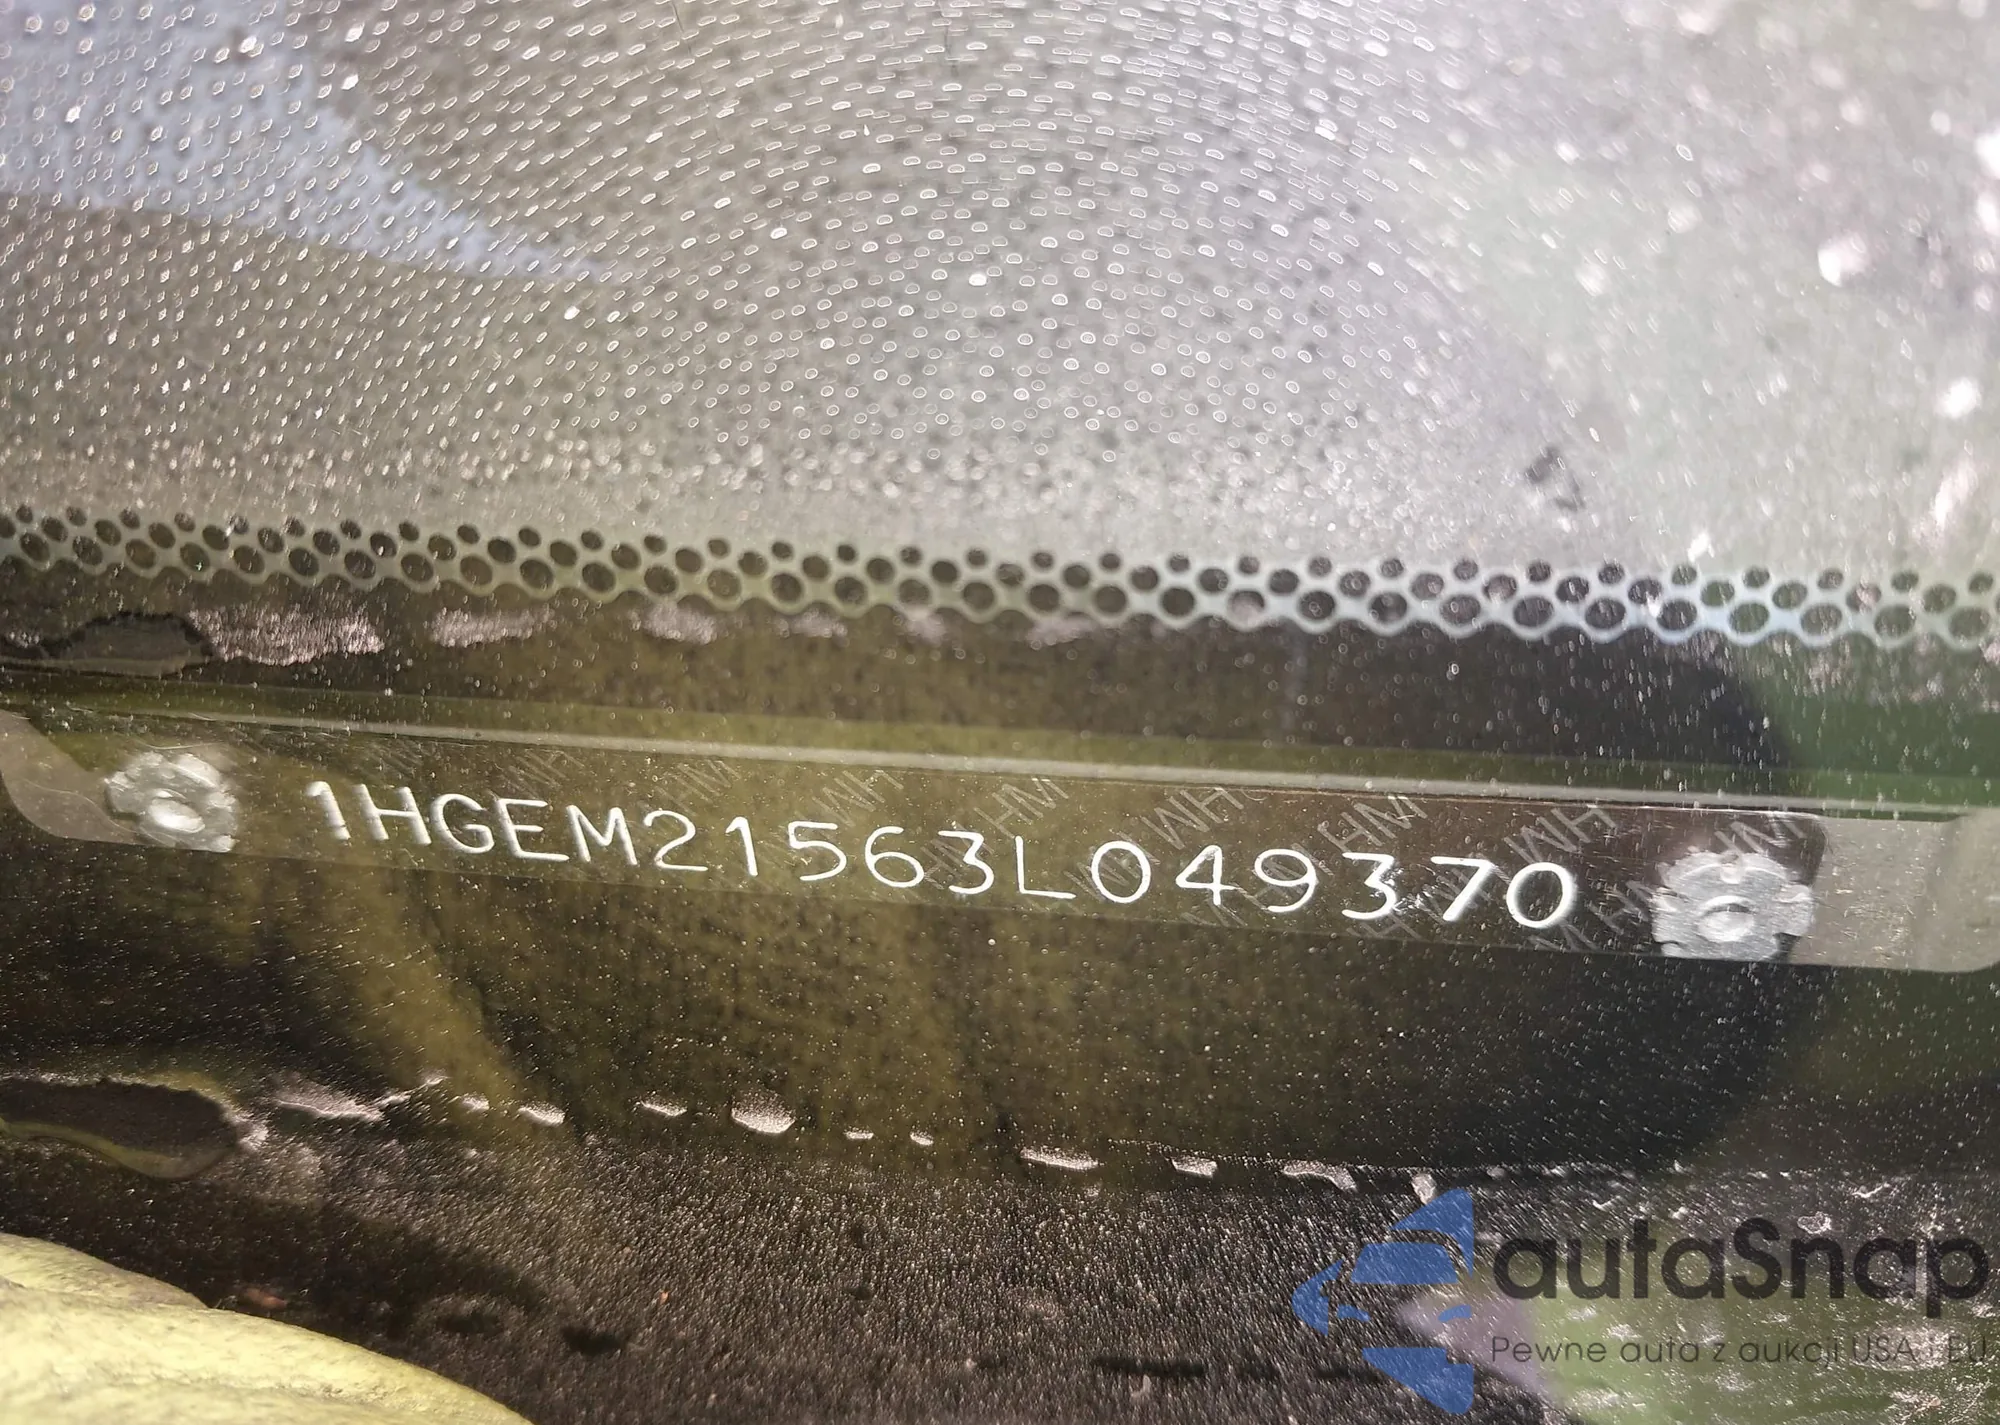 1HGEM21563L049370
autaSnap
Pewne auta z aukcji USA i EU